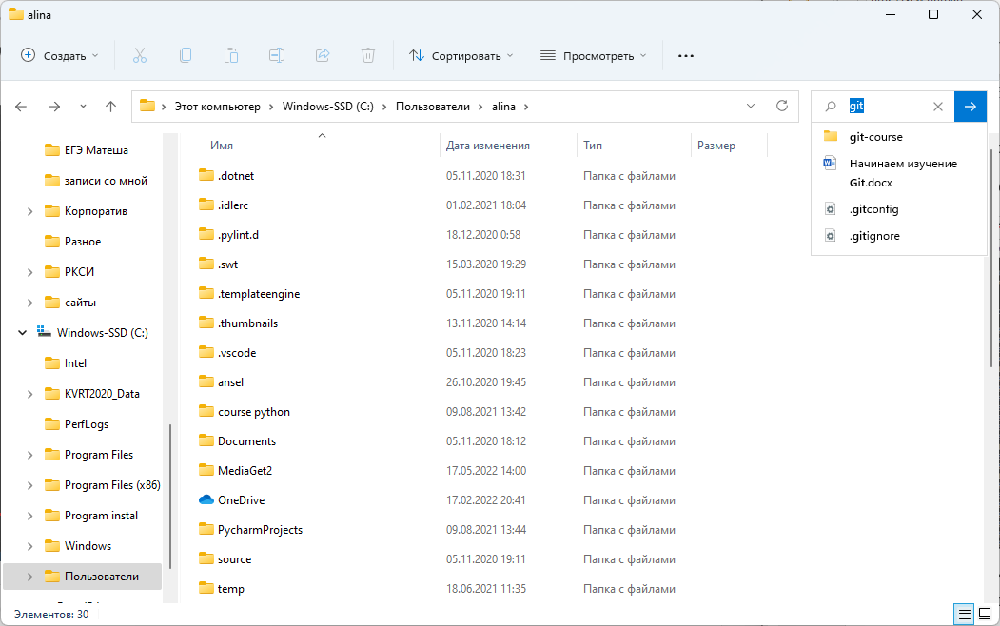 alina
Создать
Сортировать
Просмотреть
Этот компьютер
Windows-SSD (C:)
Пользователи
alina
git
git-course
Начинаем изучение
Git.docx
.gitconfig
.gitignore
ЕГЭ Матеша
записи со мной
Корпоратив
Разное
РКСИ
сайты
Windows-SSD (C:)
Intel
KVRT2020_Data
PerfLogs
Program Files
Program Files (x86)
Program instal
Windows
Пользователи
Имя Дата изменения Тип Размер
.dotnet 05.11.2020 18:31 Папка с файлами
.idlerc 01.02.2021 18:04 Папка с файлами
.pylint.d 18.12.2020 0:58 Папка с файлами
.swt 15.03.2020 19:29 Папка с файлами
.templateengine 05.11.2020 19:11 Папка с файлами
.thumbnails 13.11.2020 14:14 Папка с файлами
.vscode 05.11.2020 18:23 Папка с файлами
ansel 26.10.2020 19:45 Папка с файлами
course python 09.08.2021 13:42 Папка с файлами
Documents 05.11.2020 18:12 Папка с файлами
MediaGet2 17.05.2022 14:00 Папка с файлами
OneDrive 17.02.2022 20:41 Папка с файлами
PycharmProjects 09.08.2021 13:44 Папка с файлами
source 05.11.2020 19:11 Папка с файлами
temp 18.06.2021 11:35 Папка с файлами
Элементов: 30